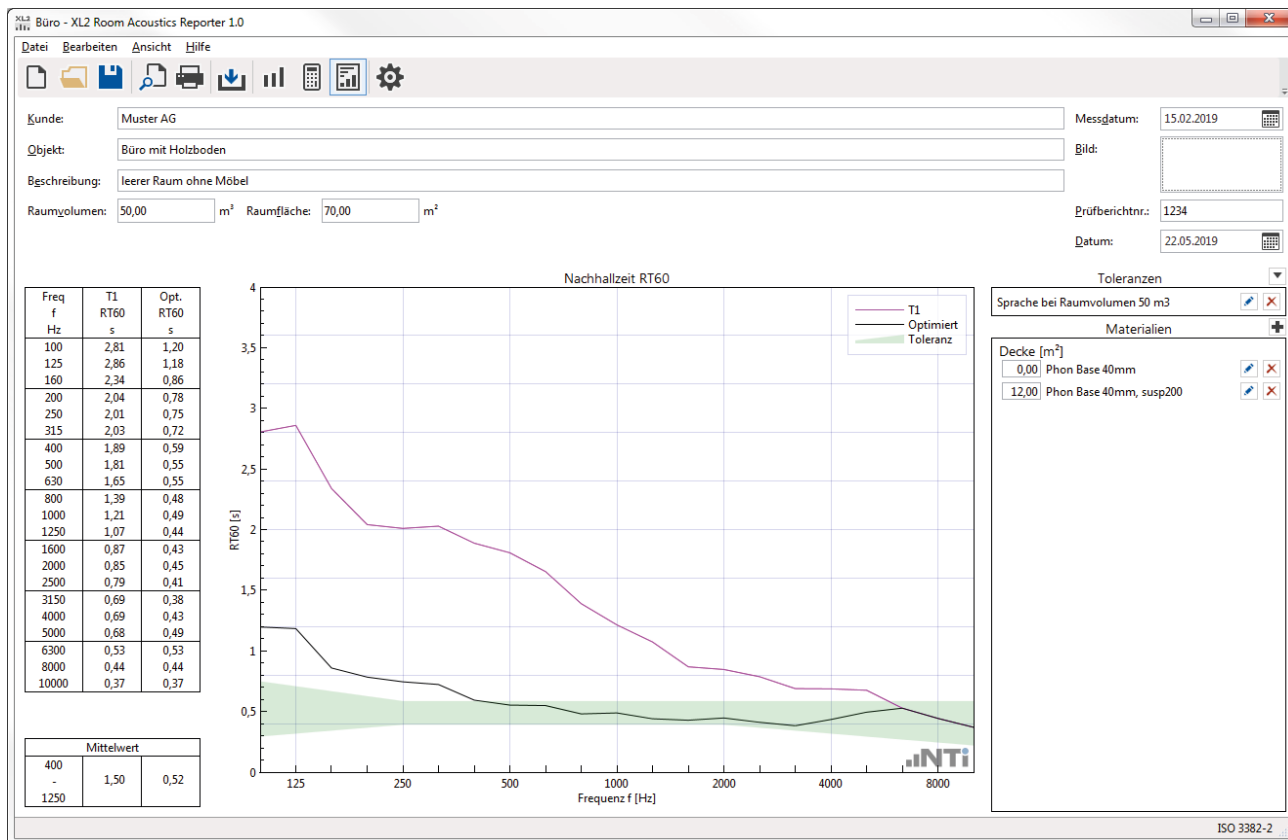 Büro - XL2 Room Acoustics Reporter 1.0
Datei Bearbeiten Ansicht Hilfe
Kunde: Muster AG
Messdatum: 15.02.2019
Objekt: Büro mit Holzboden
Bild:
Beschreibung: leerer Raum ohne Möbel
Raumvolumen: 50,00 m³ Raumfläche: 70,00 m²
Prüfberichtnr.: 1234
Datum: 22.05.2019
Freq T1 Opt.
f RT60 RT60
Hz s s
100 2,81 1,20
125 2,86 1,18
160 2,34 0,86
200 2,04 0,78
250 2,01 0,75
315 2,03 0,72
400 1,89 0,59
500 1,81 0,55
630 1,65 0,55
800 1,39 0,48
1000 1,21 0,49
1250 1,07 0,44
1600 0,87 0,43
2000 0,85 0,45
2500 0,79 0,41
3150 0,69 0,38
4000 0,69 0,43
5000 0,68 0,49
6300 0,53 0,53
8000 0,44 0,44
10000 0,37 0,37
Mittelwert
400
- 1,50 0,52
1250
Nachhallzeit RT60
T1
Optimiert
Toleranz
4
3,5
3
2,5
2
1,5
1
0,5
0
RT60 [s]
125 250 500 1000 2000 4000 8000
Frequenz f [Hz]
NTi
Toleranzen
Sprache bei Raumvolumen 50 m3
Materialien
Decke [m²]
0,00 Phon Base 40mm
12,00 Phon Base 40mm, susp200
ISO 3382-2